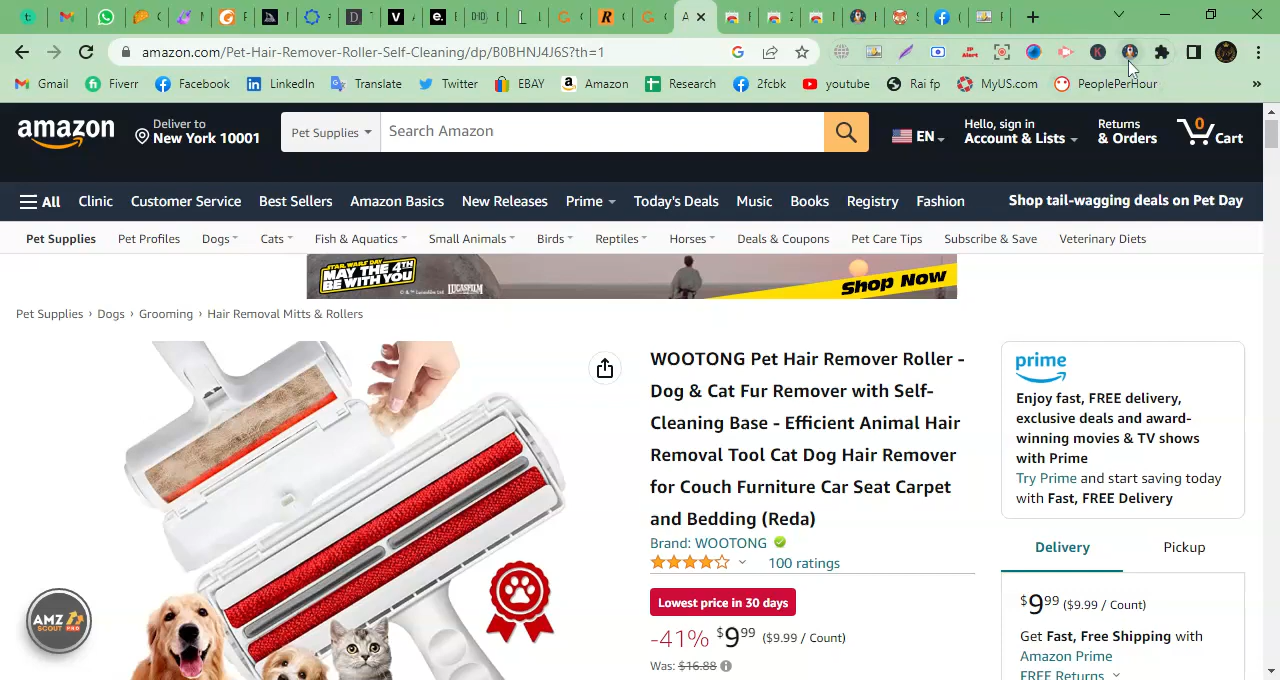 amazon.com/Pet-Hair-Remover-Roller-Self-Cleaning/dp/B0BHNJ4J6S?th=1
Gmail Fiverr Facebook LinkedIn Translate Twitter EBAY Amazon Research 2fcbk youtube Rai fp MyUS.com PeoplePerHour »
amazon
Deliver to
New York 10001
Pet Supplies
Search Amazon
EN
Hello, sign in
Account & Lists
Returns
& Orders
0
Cart
All Clinic Customer Service Best Sellers Amazon Basics New Releases Prime Today's Deals Music Books Registry Fashion Shop tail-wagging deals on Pet Day
Pet Supplies Pet Profiles Dogs Cats Fish & Aquatics Small Animals Birds Reptiles Horses Deals & Coupons Pet Care Tips Subscribe & Save Veterinary Diets
STAR WARS DAY
MAY THE 4TH
BE WITH YOU
LUCASFILM
Shop Now
Pet Supplies › Dogs › Grooming › Hair Removal Mitts & Rollers
AMZ
SCOUT PRO
WOOTONG Pet Hair Remover Roller -
Dog & Cat Fur Remover with Self-
Cleaning Base - Efficient Animal Hair
Removal Tool Cat Dog Hair Remover
for Couch Furniture Car Seat Carpet
and Bedding (Reda)
Brand: WOOTONG
100 ratings
Lowest price in 30 days
-41% $9.99 ($9.99 / Count)
Was: $16.88
prime
Enjoy fast, FREE delivery,
exclusive deals and award-
winning movies & TV shows
with Prime
Try Prime and start saving today
with Fast, FREE Delivery
Delivery Pickup
$9.99 ($9.99 / Count)
Get Fast, Free Shipping with
Amazon Prime
FREE Returns